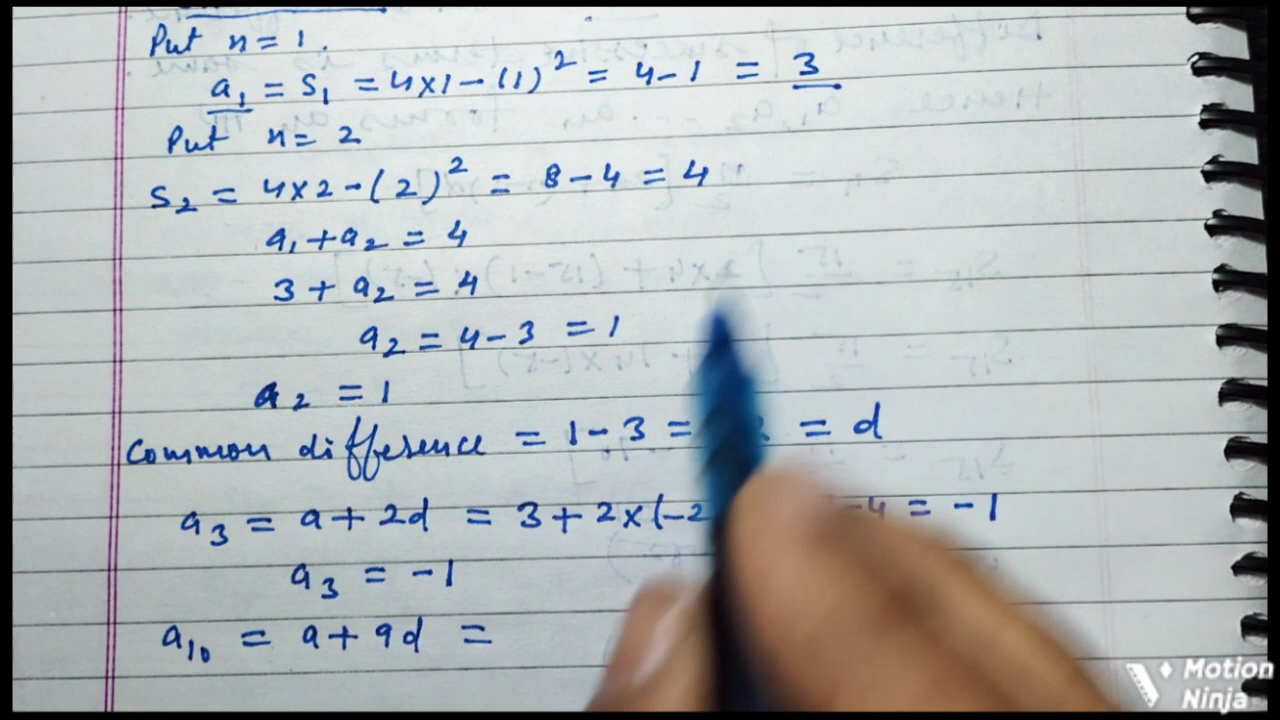 Put n=1.
a₁ = S₁ = 4×1-(1)² = 4-1 = 3
Put n=2
S₂ = 4×2-(2)² = 8-4 = 4
a₁+a₂ = 4
3+a₂ = 4
a₂ = 4-3 = 1
a₂ = 1
Common difference = 1-3 = = d
a₃ = a+2d = 3+2×(-2 -4 = -1
a₃ = -1
a₁₀ = a+9d =
Motion
Ninja